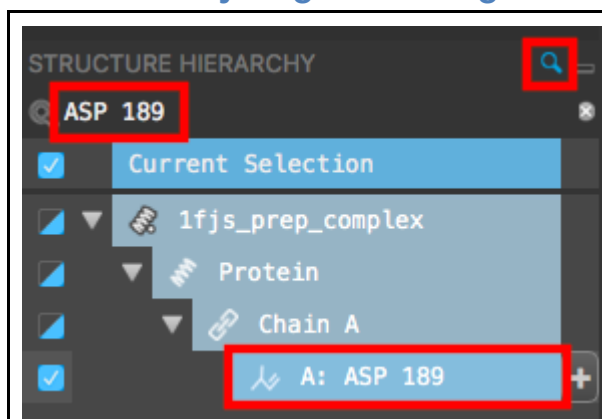 STRUCTURE HIERARCHY
ASP 189
Current Selection
1fjs_prep_complex
Protein
Chain A
A: ASP 189